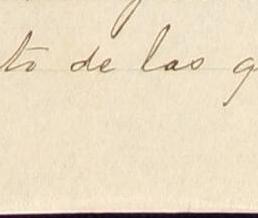 to de las q